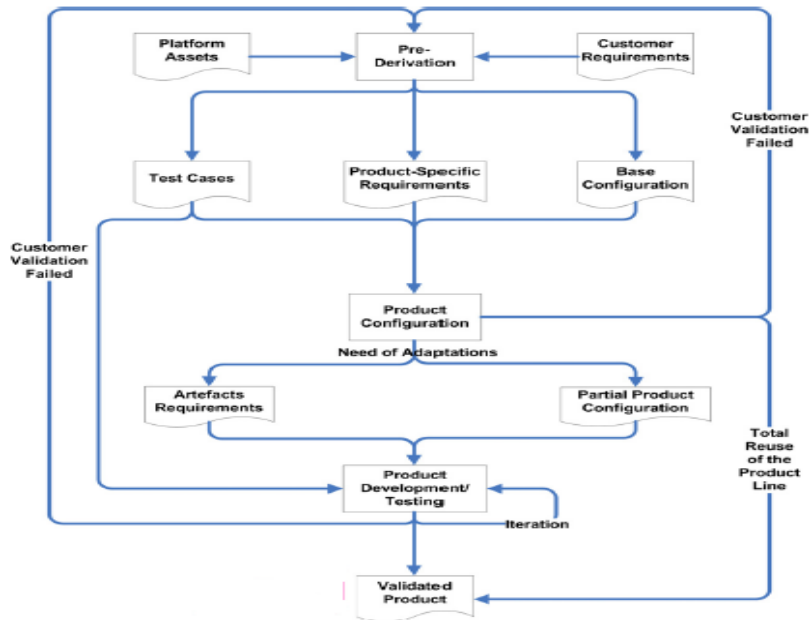 Platform
Assets
Pre-
Derivation
Customer
Requirements
Customer
Validation
Failed
Test Cases
Product-Specific
Requirements
Base
Configuration
Customer
Validation
Failed
Product
Configuration
Need of Adaptations
Artefacts
Requirements
Partial Product
Configuration
Total
Reuse
of the
Product
Line
Product
Development/
Testing
Iteration
Validated
Product